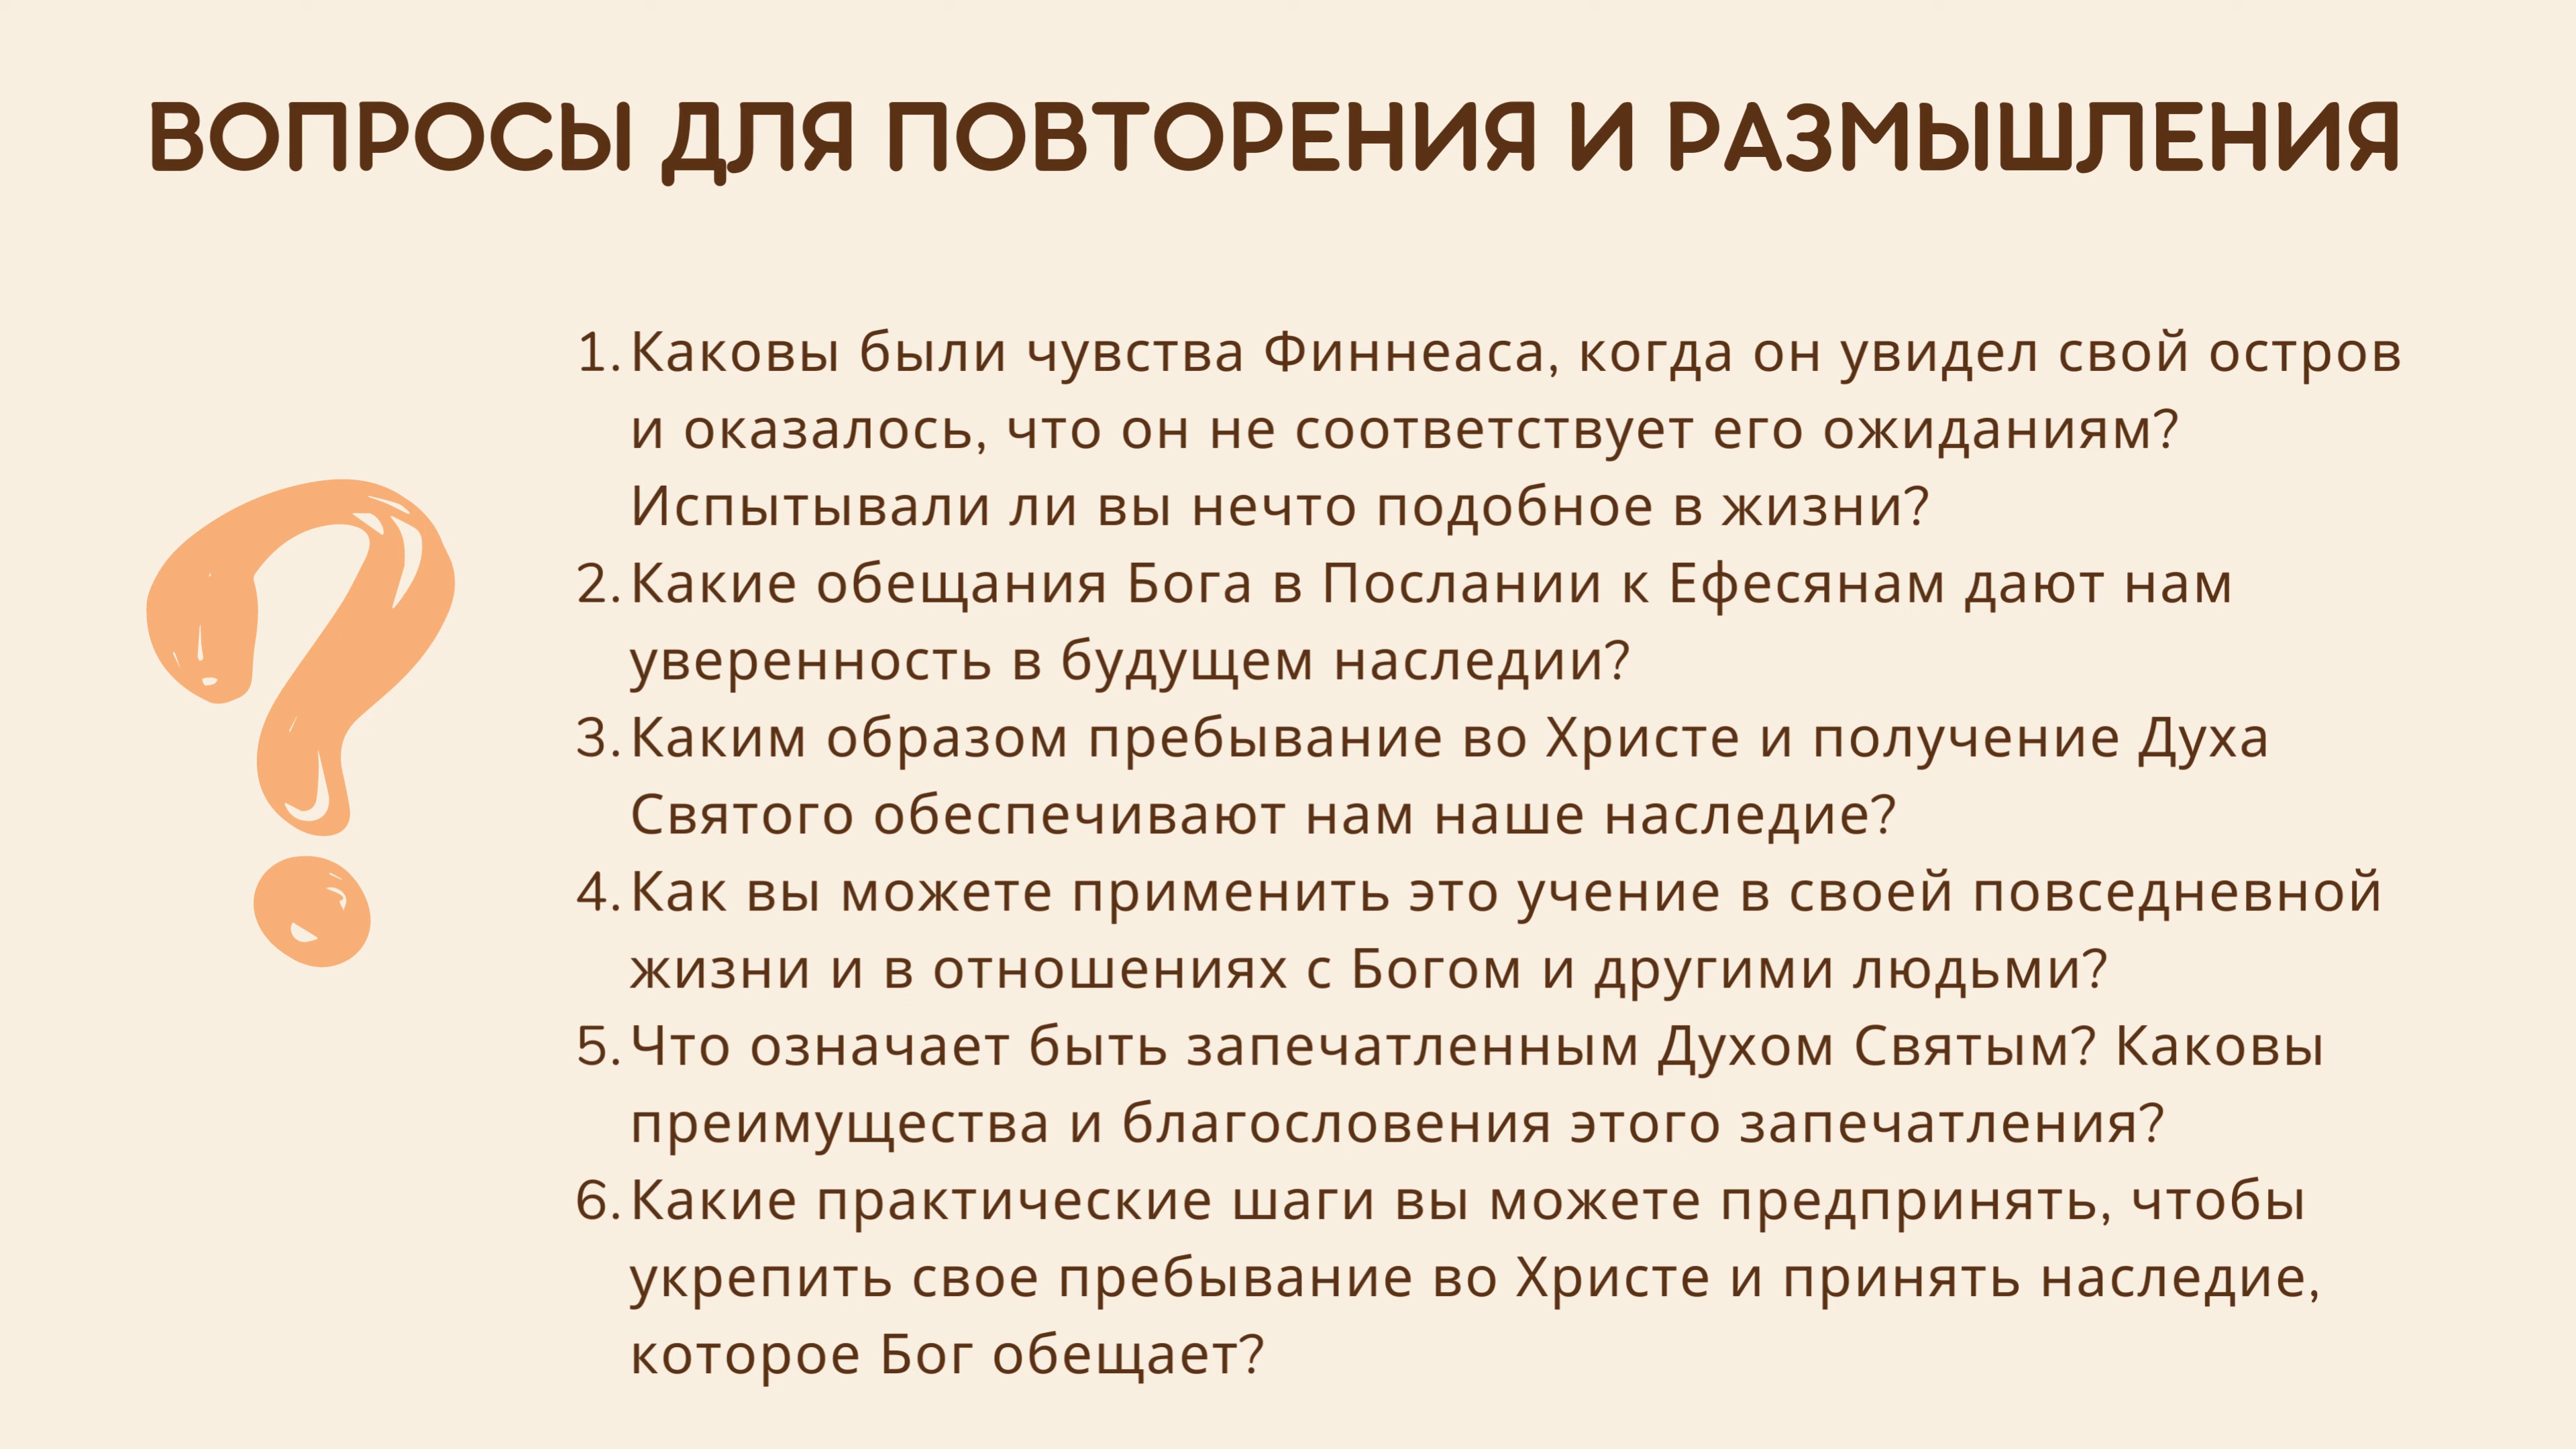 ВОПРОСЫ ДЛЯ ПОВТОРЕНИЯ И РАЗМЫШЛЕНИЯ
1. Каковы были чувства Финнеаса, когда он увидел свой остров
и оказалось, что он не соответствует его ожиданиям?
Испытывали ли вы нечто подобное в жизни?
2. Какие обещания Бога в Послании к Ефесянам дают нам
уверенность в будущем наследии?
3. Каким образом пребывание во Христе и получение Духа
Святого обеспечивают нам наше наследие?
4. Как вы можете применить это учение в своей повседневной
жизни и в отношениях с Богом и другими людьми?
5. Что означает быть запечатленным Духом Святым? Каковы
преимущества и благословения этого запечатления?
6. Какие практические шаги вы можете предпринять, чтобы
укрепить свое пребывание во Христе и принять наследие,
которое Бог обещает?